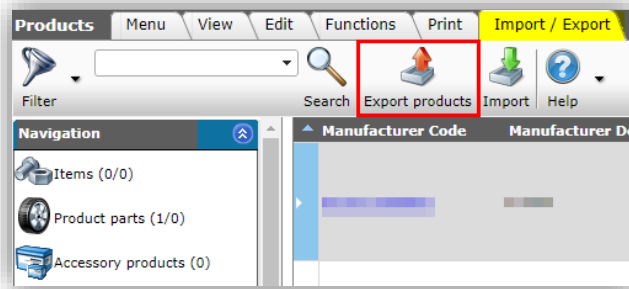 Products Menu View Edit Functions Print Import / Export
Filter Search Export products Import Help
Navigation Manufacturer Code Manufacturer
Items (0/0)
Product parts (1/0)
Accessory products (0)